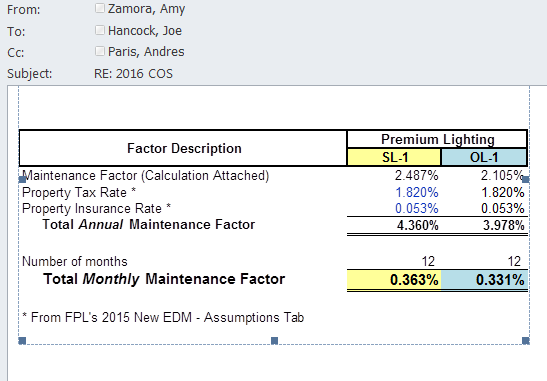 From: Zamora, Amy
To: Hancock, Joe
Cc: Paris, Andres
Subject: RE: 2016 COS
Factor Description Premium Lighting
SL-1 OL-1
Maintenance Factor (Calculation Attached) 2.487% 2.105%
Property Tax Rate * 1.820% 1.820%
Property Insurance Rate * 0.053% 0.053%
Total Annual Maintenance Factor 4.360% 3.978%
Number of months 12 12
Total Monthly Maintenance Factor 0.363% 0.331%
* From FPL's 2015 New EDM - Assumptions Tab